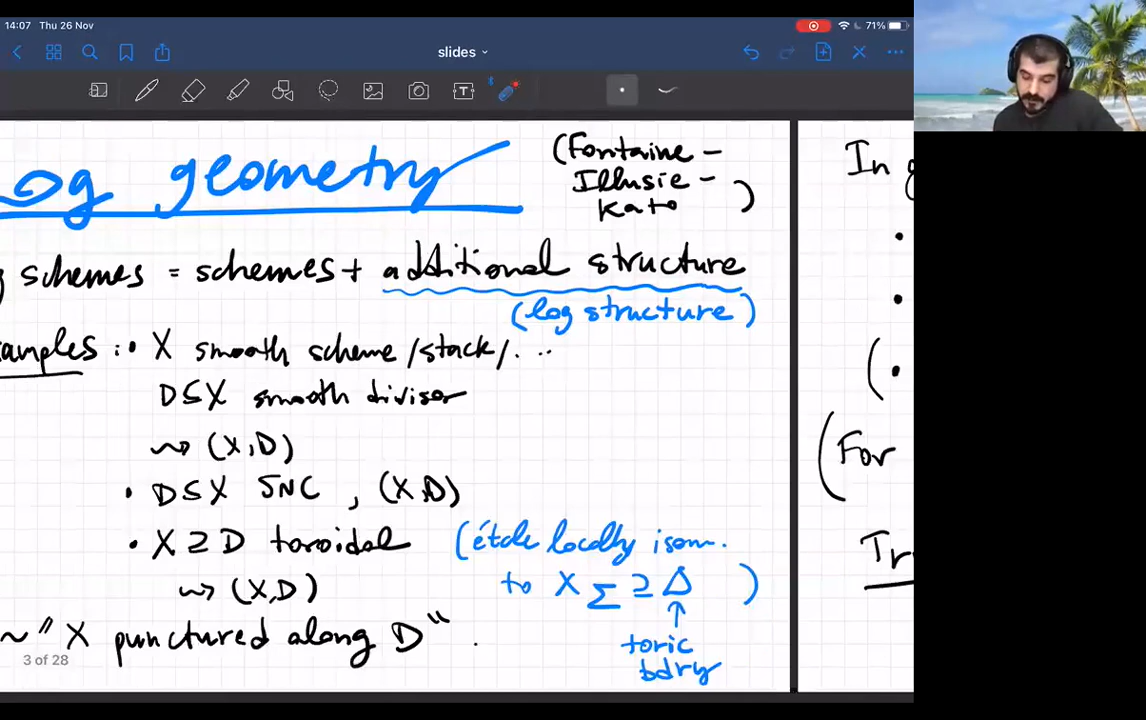 14:07 Thu 26 Nov
71%
slides
Log geometry
(Fontaine -
Illusie -
Kato )
g schemes = schemes + additional structure
(log structure)
amples : • X smooth scheme /stack/. ..
D ⊆ X smooth divisor
⇝ (X,D)
• D ⊆ X SNC , (X,D)
• X ⊇ D toroidal (étale locally isom.
to X_Σ ⊇ Δ )
⇝ (X,D)
↑
toric
bdry
~ " X punctured along D" .
3 of 28
In g
•
•
( •
(For
Tr